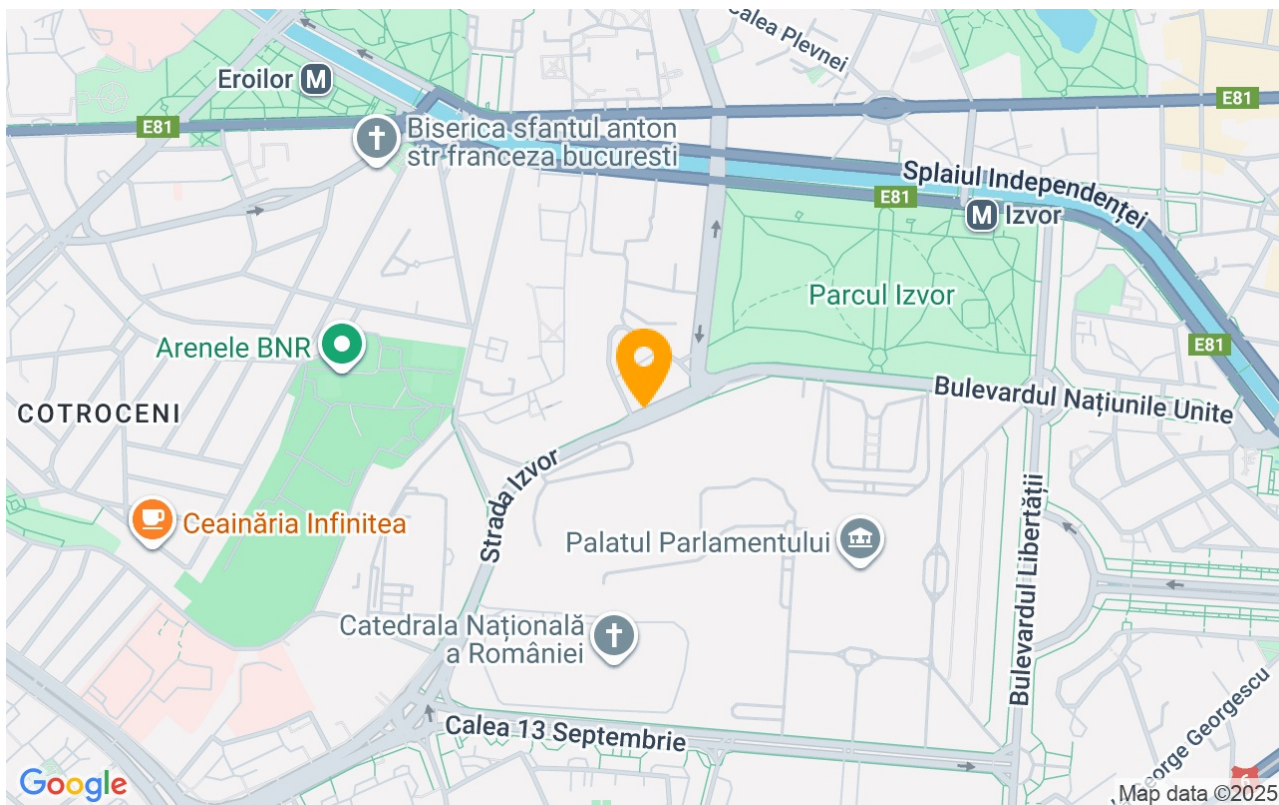 Calea Plevnei
Eroilor M
E81
E81
Biserica sfantul anton
str franceza bucuresti
Splaiul Independenței
E81
M Izvor
Parcul Izvor
Arenele BNR
E81
Bulevardul Națiunile Unite
COTROCENI
Strada Izvor
Ceainăria Infinitea
Palatul Parlamentului
Bulevardul Libertății
Catedrala Națională
a României
Calea 13 Septembrie
George Georgescu
Google
Map data ©2025